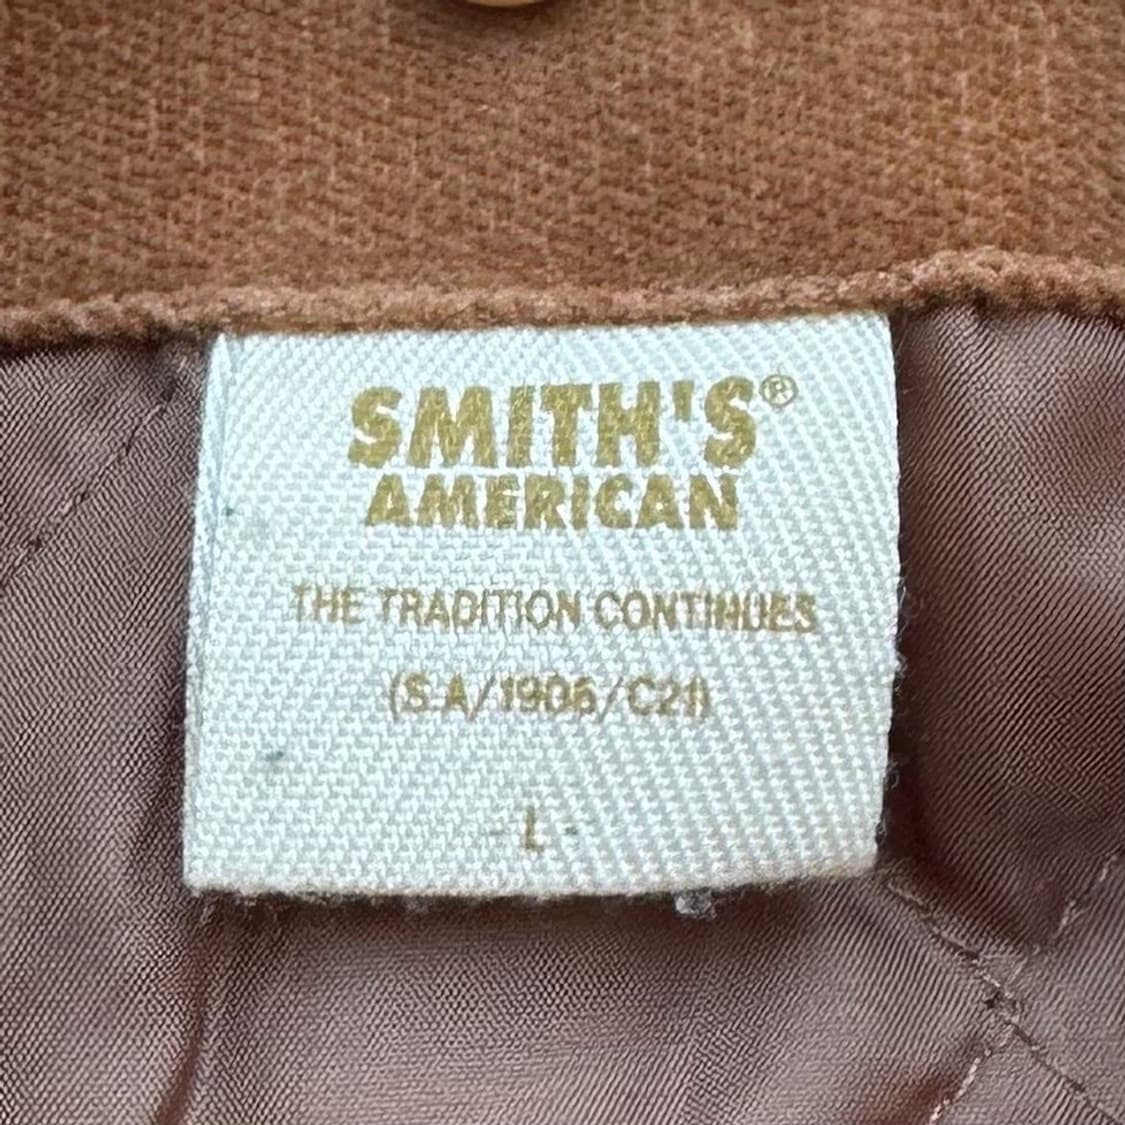 SMITH'S®
AMERICAN
THE TRADITION CONTINUES
(S.A/1906/C21)
- L -